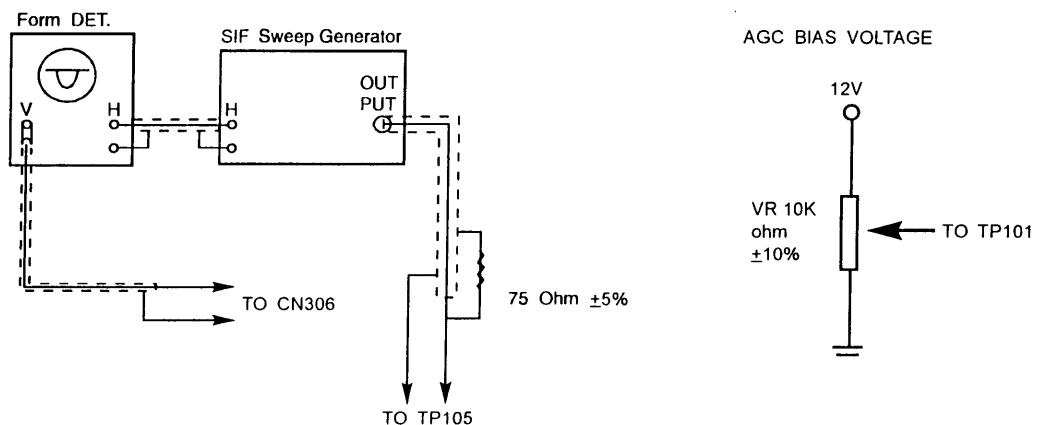 Form DET.
V
H
SIF Sweep Generator
H
OUT
PUT
TO CN306
75 Ohm ±5%
TO TP105
AGC BIAS VOLTAGE
12V
VR 10K
ohm
±10%
TO TP101